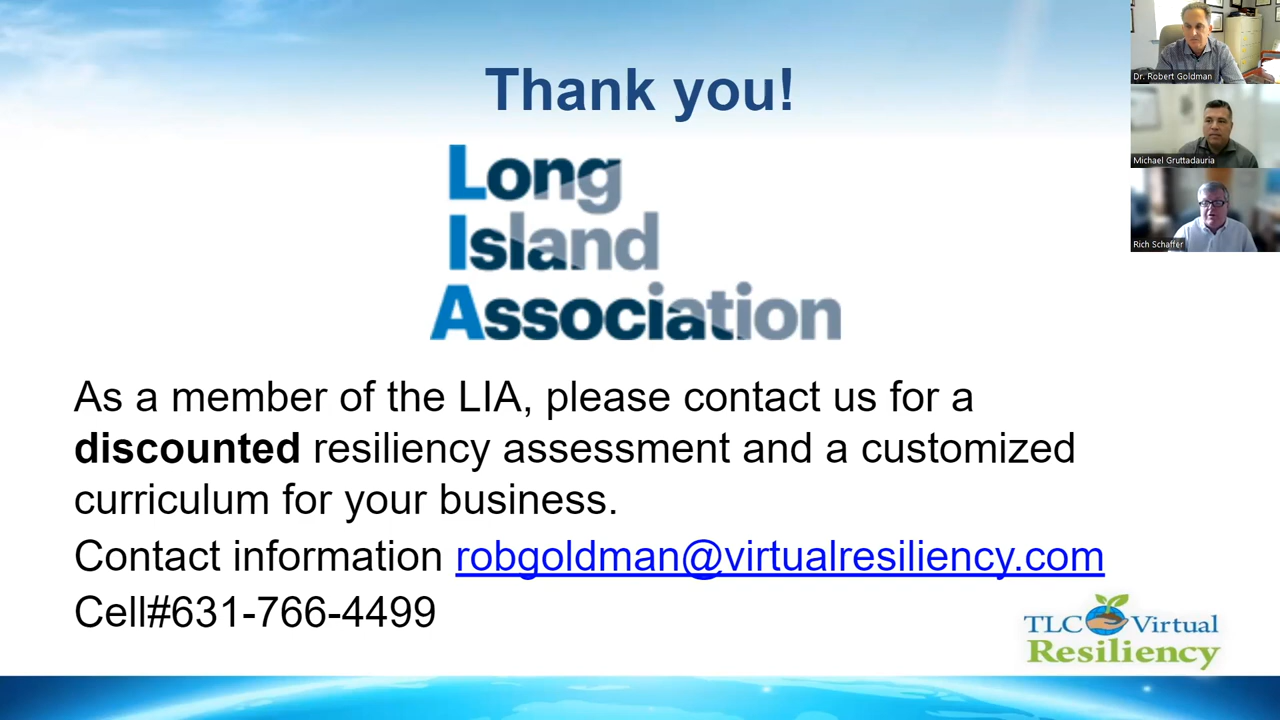 Thank you!
Long
Island
Association
As a member of the LIA, please contact us for a
discounted resiliency assessment and a customized
curriculum for your business.
Contact information robgoldman@virtualresiliency.com
Cell#631-766-4499
TLC Virtual
Resiliency
Dr. Robert Goldman
Michael Gruttadauria
Rich Schaffer